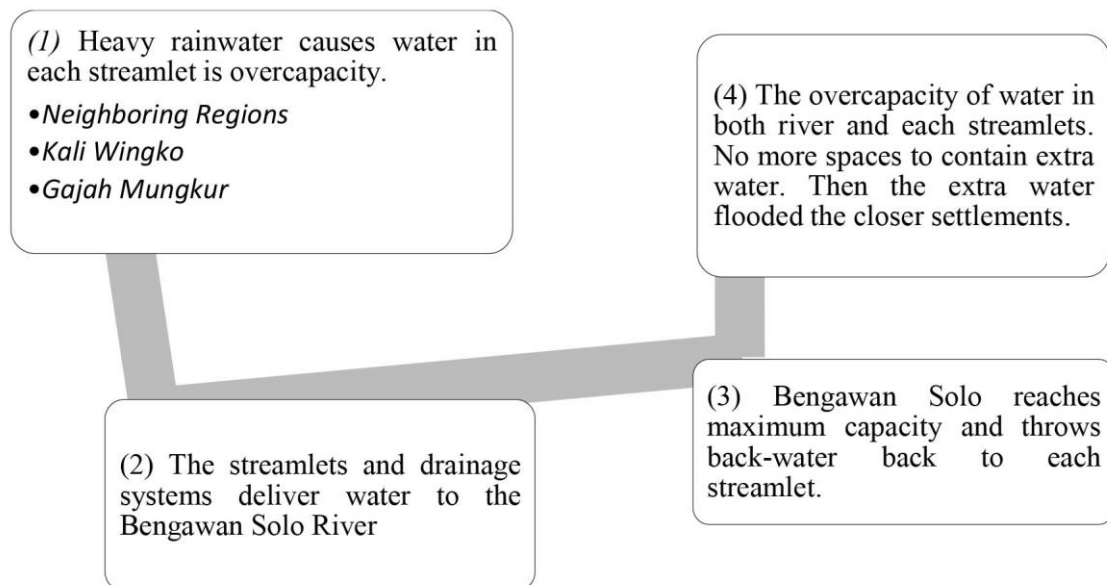 (1) Heavy rainwater causes water in
each streamlet is overcapacity.
•Neighboring Regions
•Kali Wingko
•Gajah Mungkur
(2) The streamlets and drainage
systems deliver water to the
Bengawan Solo River
(3) Bengawan Solo reaches
maximum capacity and throws
back-water back to each
streamlet.
(4) The overcapacity of water in
both river and each streamlets.
No more spaces to contain extra
water. Then the extra water
flooded the closer settlements.